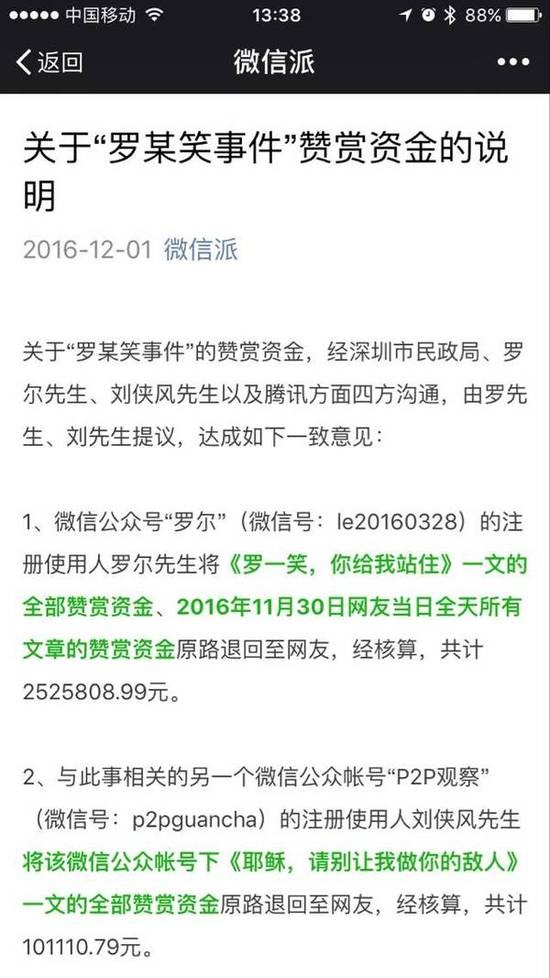 中国移动 13:38 88%
返回 微信派
关于“罗某笑事件”赞赏资金的说
明
2016-12-01 微信派
关于“罗某笑事件”的赞赏资金，经深圳市民政局、罗
尔先生、刘侠风先生以及腾讯方面四方沟通，由罗先
生、刘先生提议，达成如下一致意见：
1、微信公众号“罗尔”（微信号：le20160328）的注
册使用人罗尔先生将《罗一笑，你给我站住》一文的
全部赞赏资金、2016年11月30日网友当日全天所有
文章的赞赏资金原路退回至网友，经核算，共计
2525808.99元。
2、与此事相关的另一个微信公众帐号“P2P观察”
（微信号：p2pguancha）的注册使用人刘侠风先生
将该微信公众帐号下《耶稣，请别让我做你的敌人》
一文的全部赞赏资金原路退回至网友，经核算，共计
101110.79元。